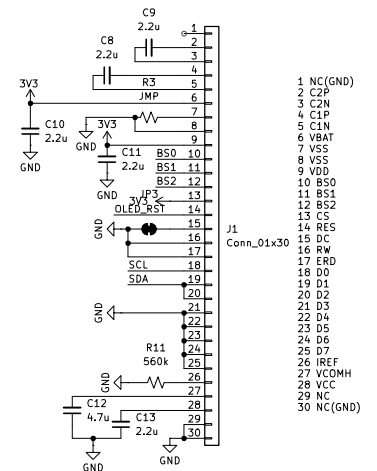 C9
2.2u
C8
2.2u
R3
JMP
3V3
C10
2.2u
GND
GND
3V3
C11
2.2u
GND
BS0
BS1
BS2
JP3
3V3
OLED_RST
GND
SCL
SDA
GND
R11
560k
GND
C12
4.7u
C13
2.2u
GND
GND
1
2
3
4
5
6
7
8
9
10
11
12
13
14
15
16
17
18
19
20
21
22
23
24
25
26
27
28
29
30
J1
Conn_01x30
1 NC(GND)
2 C2P
3 C2N
4 C1P
5 C1N
6 VBAT
7 VSS
8 VSS
9 VDD
10 BS0
11 BS1
12 BS2
13 CS
14 RES
15 DC
16 RW
17 ERD
18 D0
19 D1
20 D2
21 D3
22 D4
23 D5
24 D6
25 D7
26 IREF
27 VCOMH
28 VCC
29 NC
30 NC(GND)